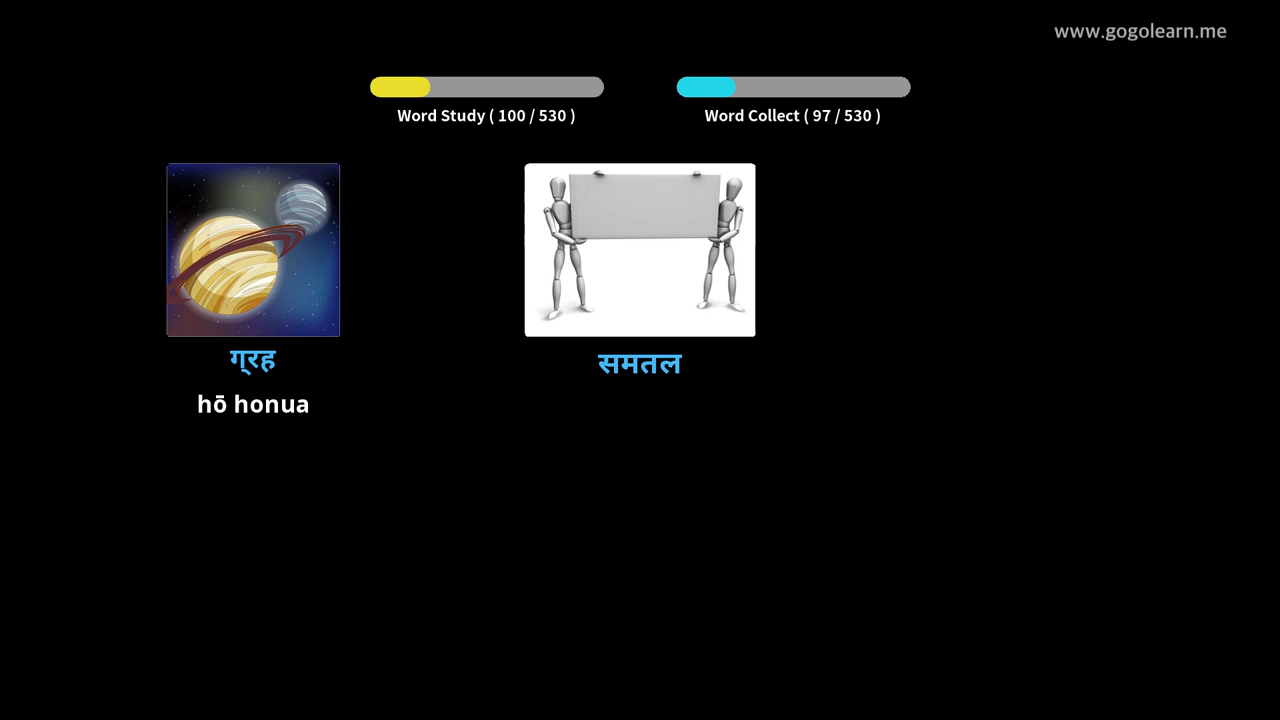 www.gogolearn.me
Word Study ( 100 / 530 )
Word Collect ( 97 / 530 )
ग्रह
समतल
hō honua